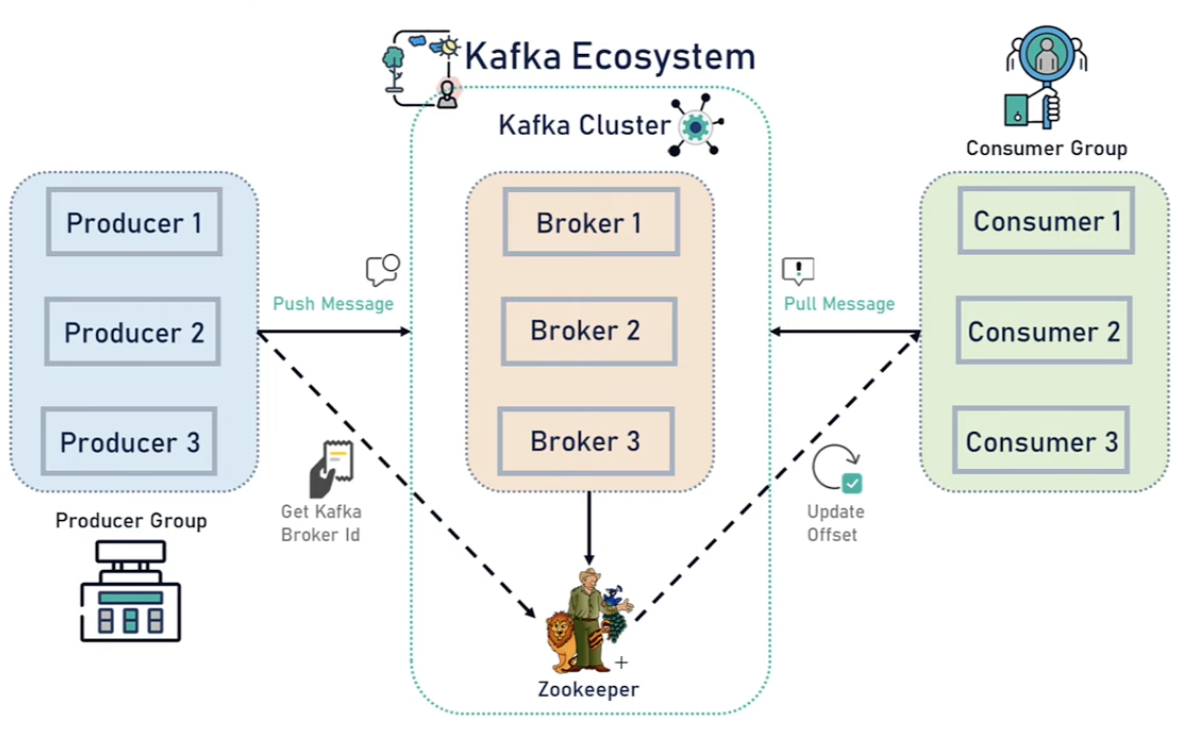 Kafka Ecosystem
Kafka Cluster
Consumer Group
Producer 1
Producer 2
Producer 3
Producer Group
Push Message
Get Kafka
Broker Id
Broker 1
Broker 2
Broker 3
Zookeeper
Pull Message
Update
Offset
Consumer 1
Consumer 2
Consumer 3